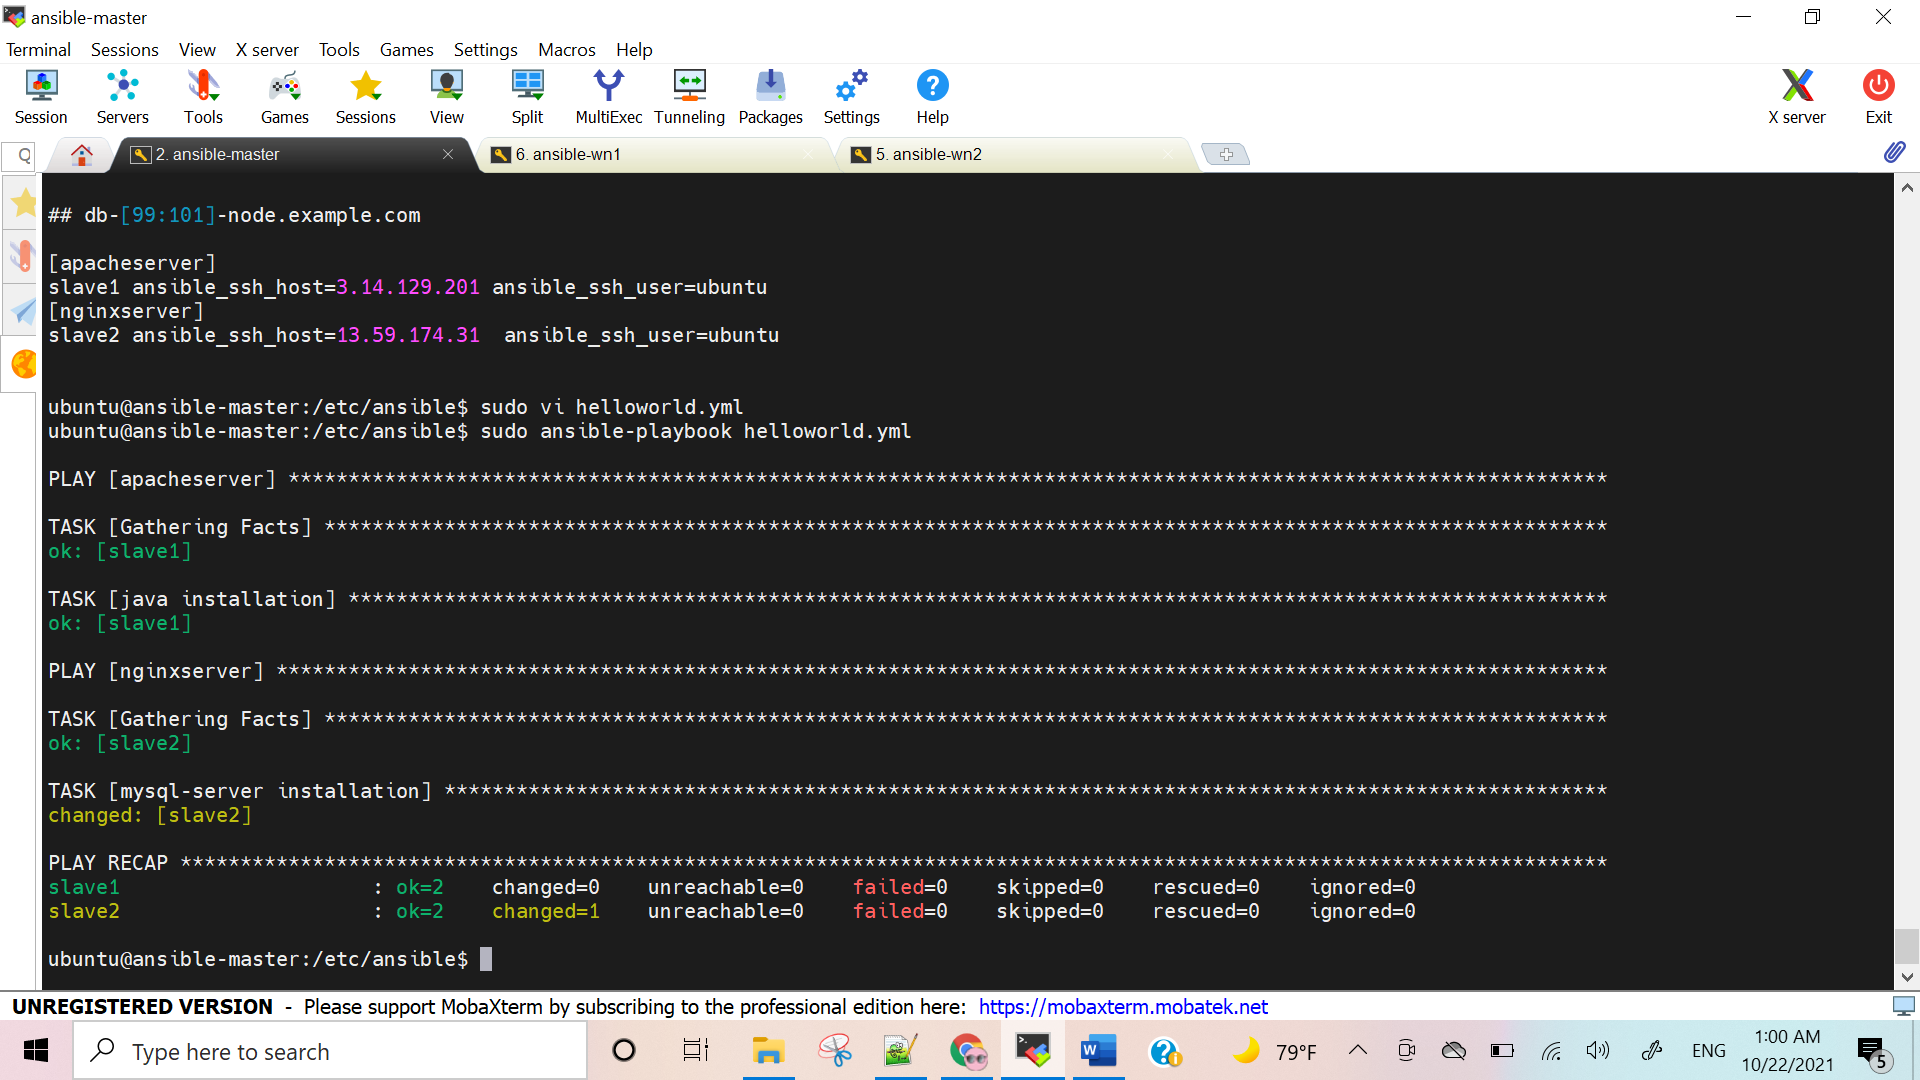 ansible-master
Terminal Sessions View X server Tools Games Settings Macros Help
Session Servers Tools Games Sessions View Split MultiExec Tunneling Packages Settings Help X server Exit
2. ansible-master 6. ansible-wn1 5. ansible-wn2
## db-[99:101]-node.example.com
[apacheserver]
slave1 ansible_ssh_host=3.14.129.201 ansible_ssh_user=ubuntu
[nginxserver]
slave2 ansible_ssh_host=13.59.174.31  ansible_ssh_user=ubuntu
ubuntu@ansible-master:/etc/ansible$ sudo vi helloworld.yml
ubuntu@ansible-master:/etc/ansible$ sudo ansible-playbook helloworld.yml
PLAY [apacheserver] **************************************************************************************************************
TASK [Gathering Facts] ***********************************************************************************************************
ok: [slave1]
TASK [java installation] *********************************************************************************************************
ok: [slave1]
PLAY [nginxserver] ***************************************************************************************************************
TASK [Gathering Facts] ***********************************************************************************************************
ok: [slave2]
TASK [mysql-server installation] *************************************************************************************************
changed: [slave2]
PLAY RECAP ***********************************************************************************************************************
slave1                     : ok=2    changed=0    unreachable=0    failed=0    skipped=0    rescued=0    ignored=0
slave2                     : ok=2    changed=1    unreachable=0    failed=0    skipped=0    rescued=0    ignored=0
ubuntu@ansible-master:/etc/ansible$
UNREGISTERED VERSION - Please support MobaXterm by subscribing to the professional edition here: https://mobaxterm.mobatek.net
Type here to search
79°F ENG 1:00 AM
10/22/2021 5